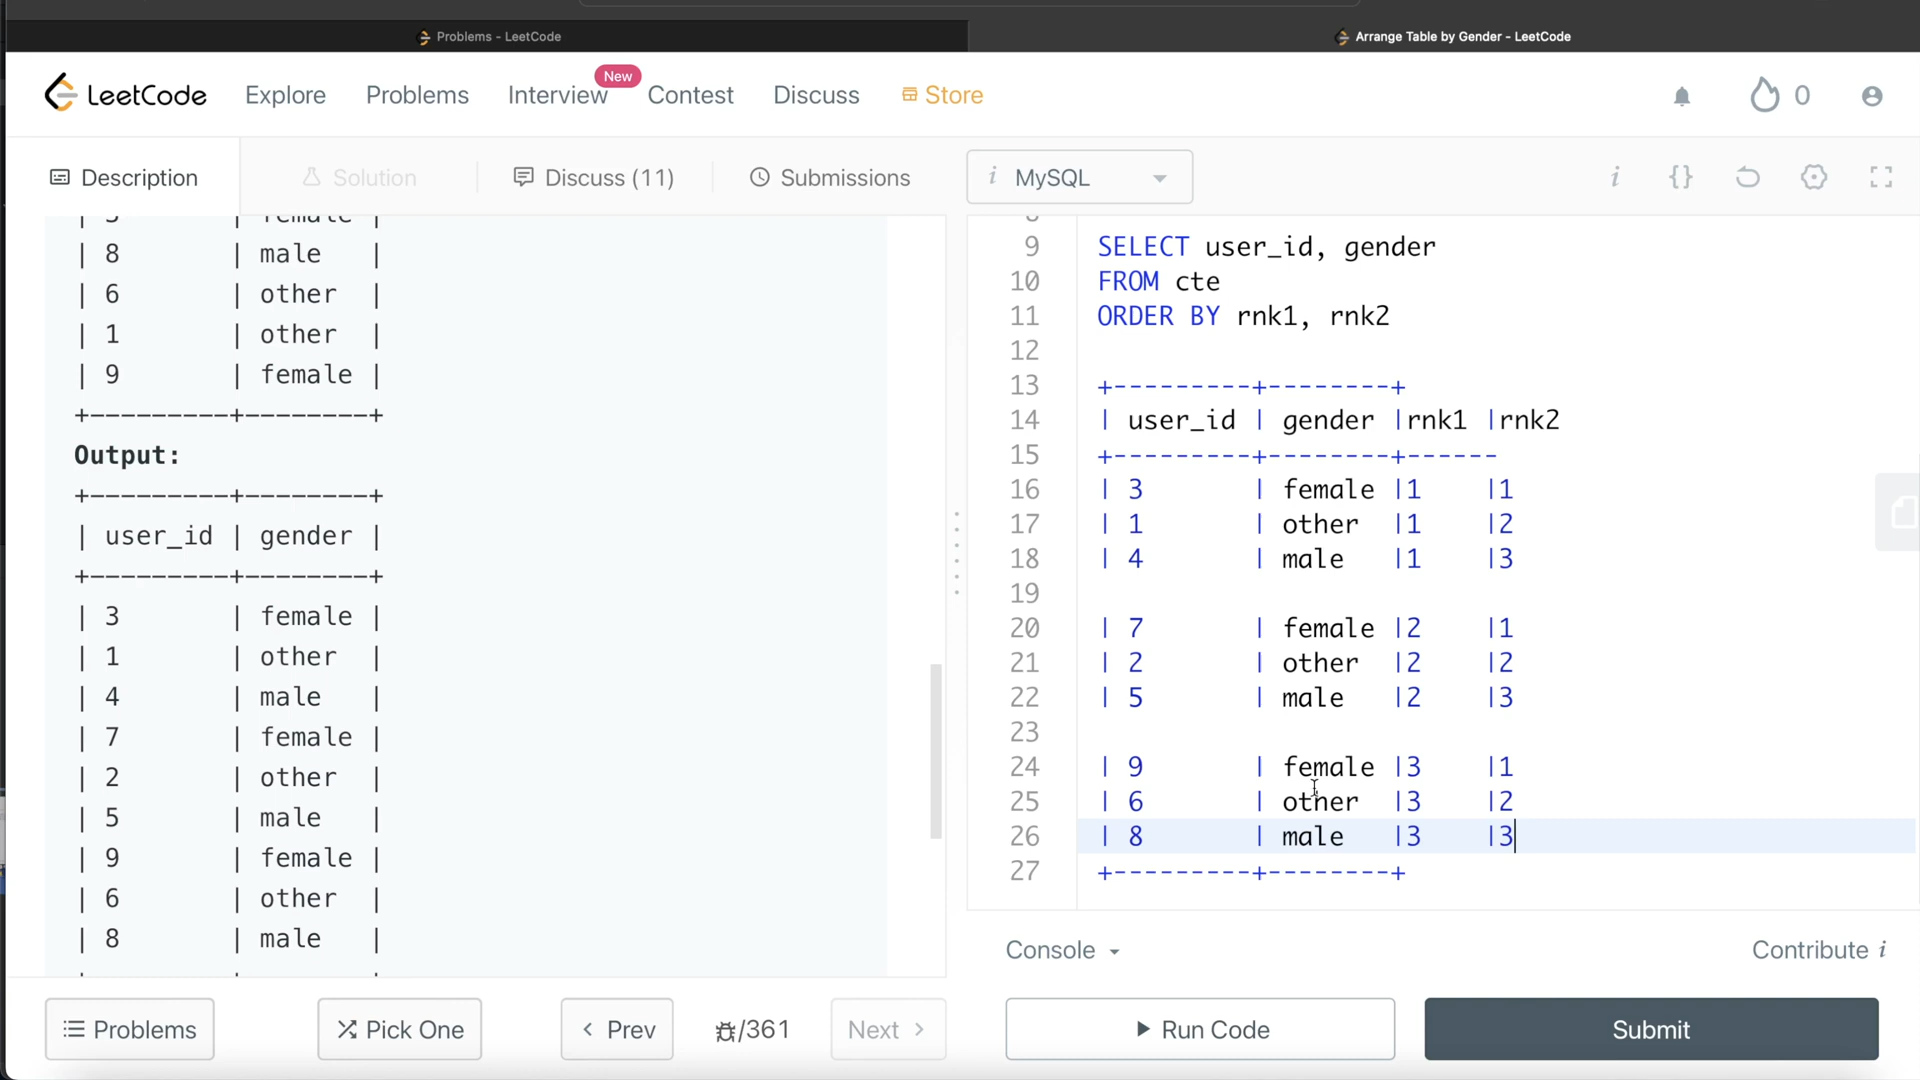 Problems - LeetCode
Arrange Table by Gender - LeetCode
LeetCode
Explore
Problems
Interview
New
Contest
Discuss
Store
0
Description
Solution
Discuss (11)
Submissions
i MySQL
i {}
| 8 | male |
| 6 | other |
| 1 | other |
| 9 | female |
+---------+--------+
Output:
+---------+--------+
| user_id | gender |
+---------+--------+
| 3 | female |
| 1 | other |
| 4 | male |
| 7 | female |
| 2 | other |
| 5 | male |
| 9 | female |
| 6 | other |
| 8 | male |
9 SELECT user_id, gender
10 FROM cte
11 ORDER BY rnk1, rnk2
12
13 +---------+--------+
14 | user_id | gender |rnk1 |rnk2
15 +---------+--------+------
16 | 3 | female |1 |1
17 | 1 | other |1 |2
18 | 4 | male |1 |3
19
20 | 7 | female |2 |1
21 | 2 | other |2 |2
22 | 5 | male |2 |3
23
24 | 9 | female |3 |1
25 | 6 | other |3 |2
26 | 8 | male |3 |3
27 +---------+--------+
Console
Contribute i
Problems
Pick One
Prev
/361
Next
Run Code
Submit